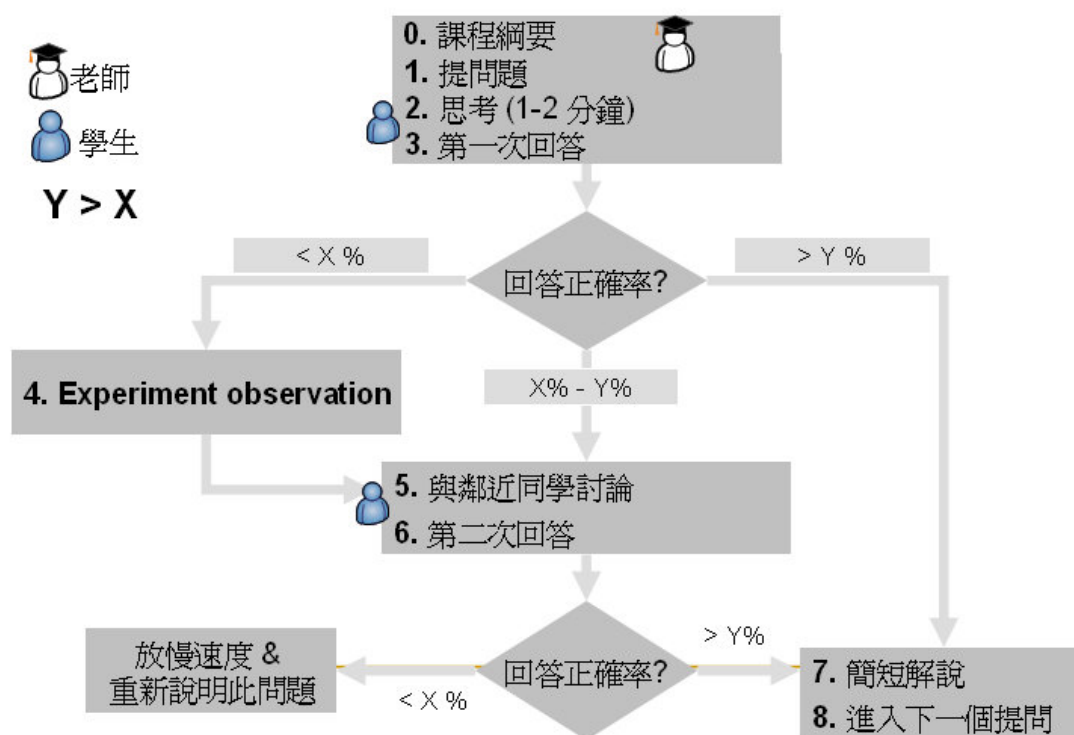 老師
學生
Y > X
0. 課程綱要
1. 提問題
2. 思考 (1-2 分鐘)
3. 第一次回答
< X %
回答正確率?
> Y %
4. Experiment observation
X% - Y%
5. 與鄰近同學討論
6. 第二次回答
放慢速度 &
重新說明此問題
< X %
回答正確率?
> Y%
7. 簡短解說
8. 進入下一個提問